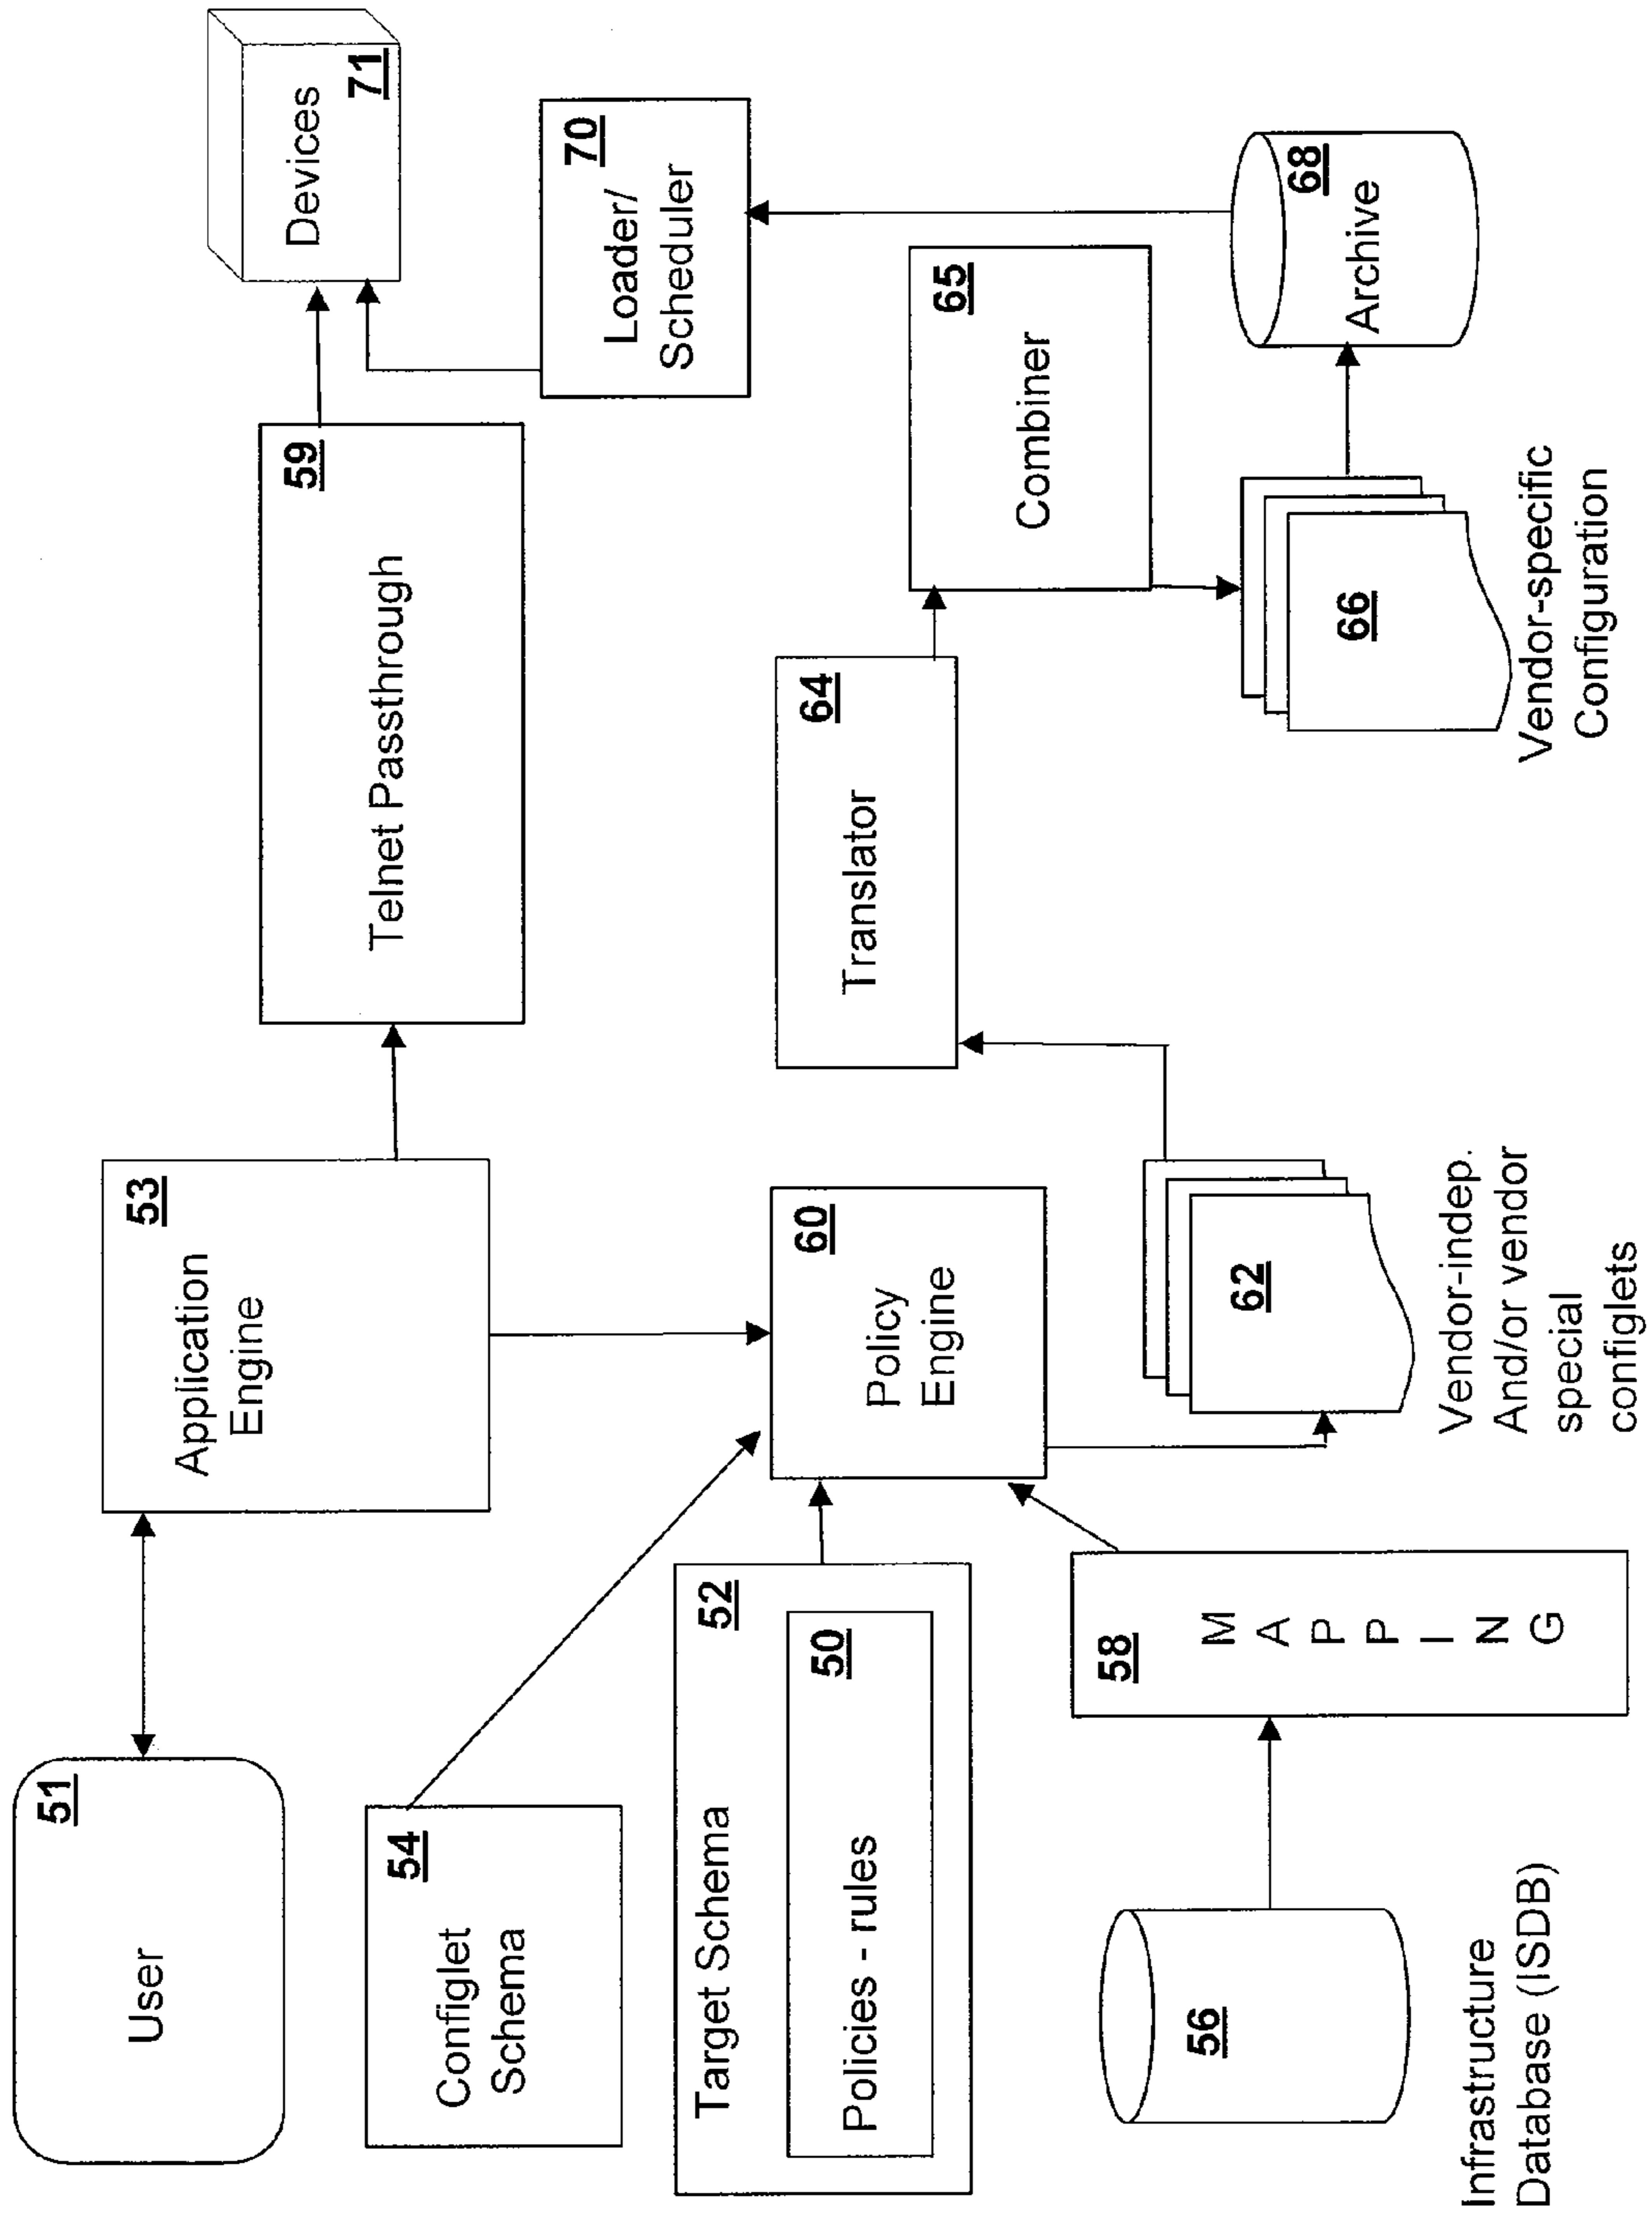 User
51
Application
Engine
53
Telnet Passthrough
59
Devices
71
Configlet
Schema
54
Target Schema
52
Policies - rules
50
Policy
Engine
60
Translator
64
Combiner
65
Loader/
Scheduler
70
Infrastructure
Database (ISDB)
56
58
M
A
P
P
I
N
G
62
Vendor-indep.
And/or vendor
special
configlets
66
Vendor-specific
Configuration
Archive
68